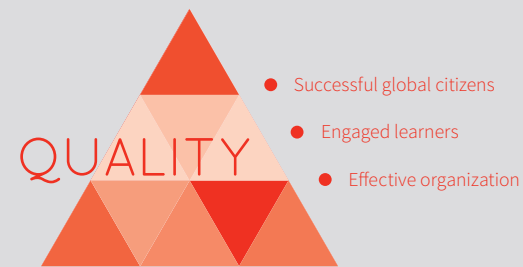 Successful global citizens
Engaged learners
QUALITY
Effective organization